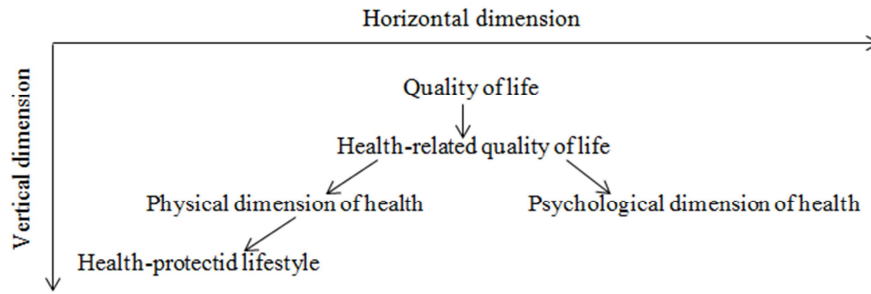 Horizontal dimension
Vertical dimension
Quality of life
Health-related quality of life
Physical dimension of health
Psychological dimension of health
Health-protectid lifestyle